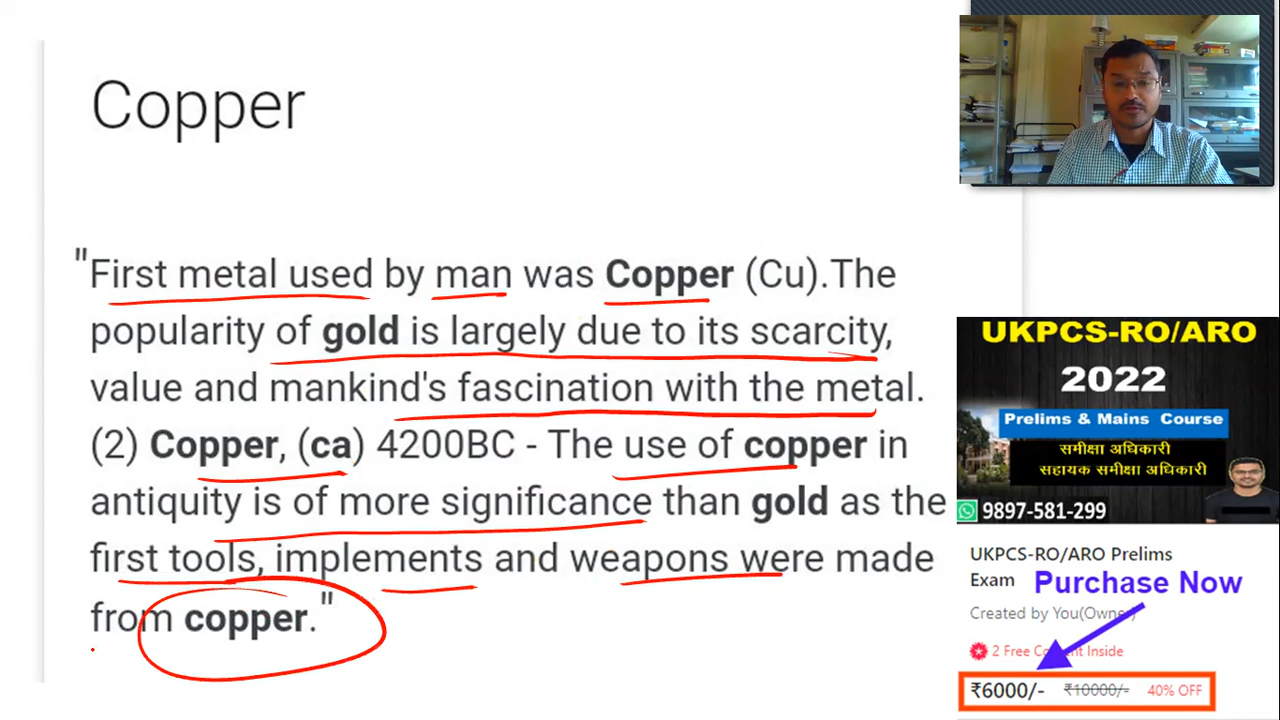 Copper
"First metal used by man was Copper (Cu).The
popularity of gold is largely due to its scarcity,
value and mankind's fascination with the metal.
(2) Copper, (ca) 4200BC - The use of copper in
antiquity is of more significance than gold as the
first tools, implements and weapons were made
from copper."
UKPCS-RO/ARO
2022
Prelims & Mains Course
समीक्षा अधिकारी
सहायक समीक्षा अधिकारी
9897-581-299
UKPCS-RO/ARO Prelims
Exam
Purchase Now
Created by You(Owner)
2 Free Content Inside
₹6000/- ₹10000/- 40% OFF